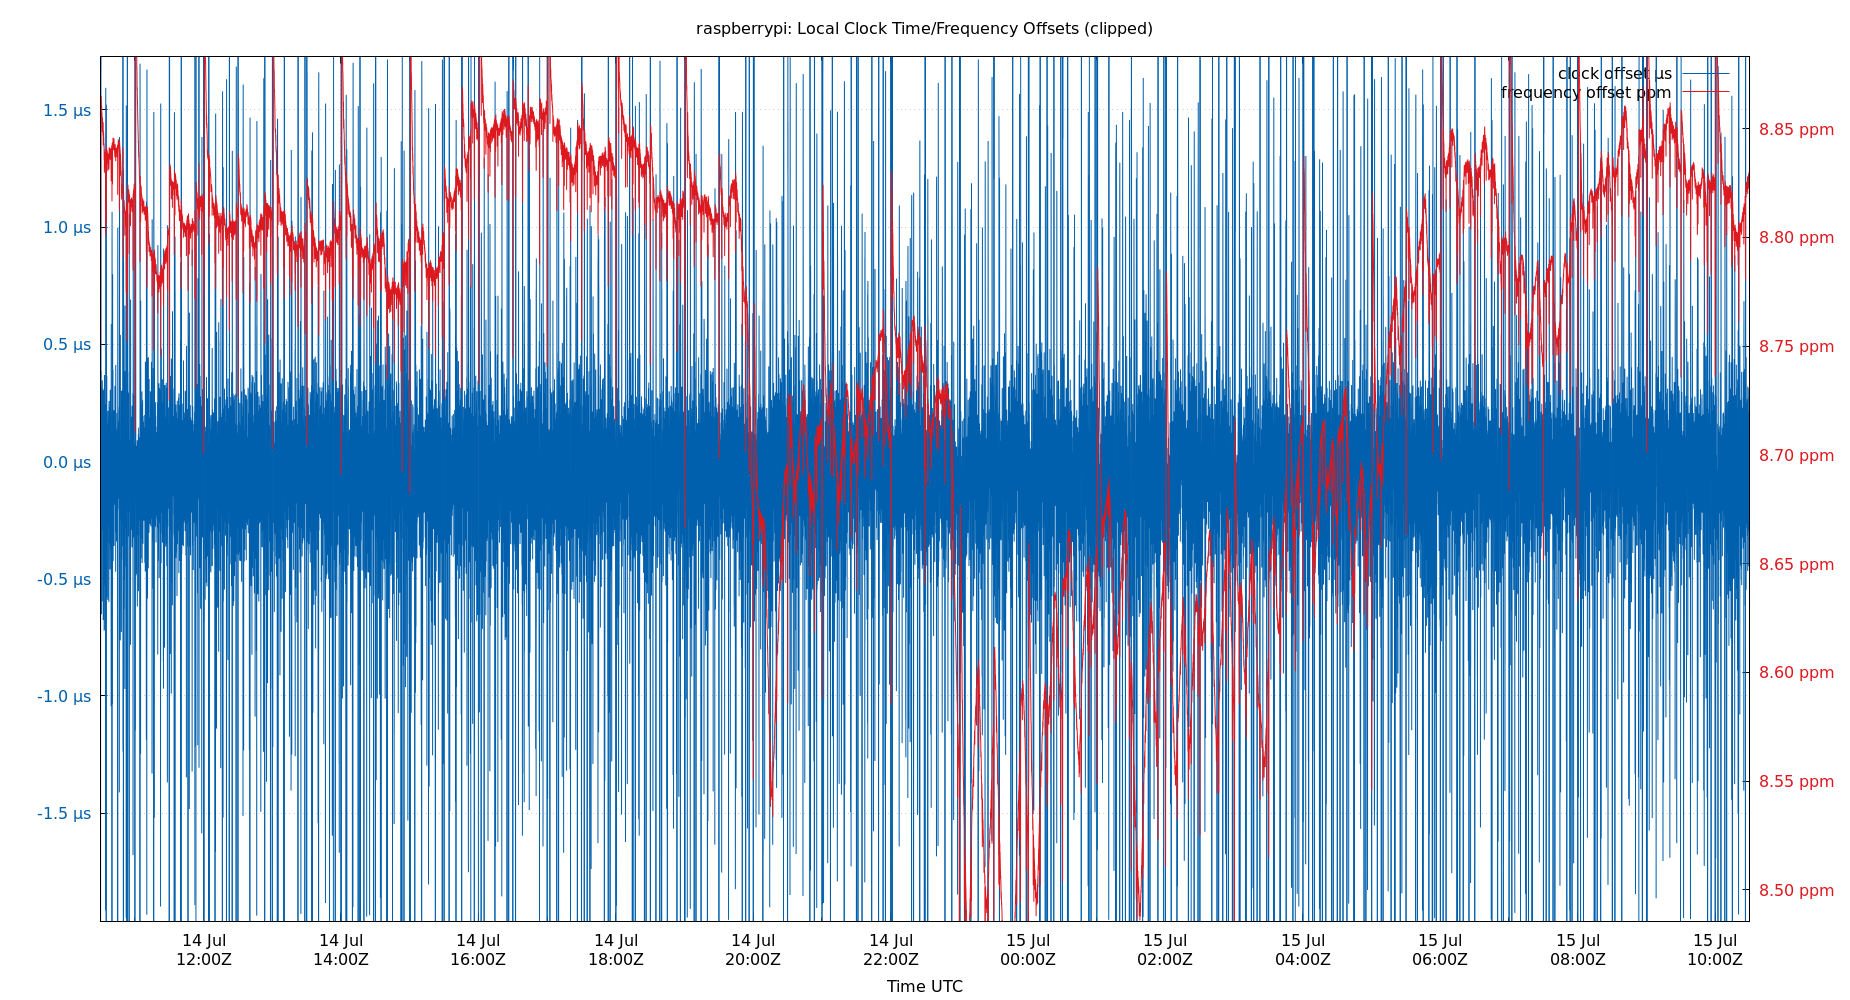 raspberrypi: Local Clock Time/Frequency Offsets (clipped)
clock offset µs
frequency offset ppm
1.5 µs
1.0 µs
0.5 µs
0.0 µs
-0.5 µs
-1.0 µs
-1.5 µs
8.85 ppm
8.80 ppm
8.75 ppm
8.70 ppm
8.65 ppm
8.60 ppm
8.55 ppm
8.50 ppm
14 Jul 14 Jul 14 Jul 14 Jul 14 Jul 14 Jul 15 Jul 15 Jul 15 Jul 15 Jul 15 Jul 15 Jul
12:00Z 14:00Z 16:00Z 18:00Z 20:00Z 22:00Z 00:00Z 02:00Z 04:00Z 06:00Z 08:00Z 10:00Z
Time UTC